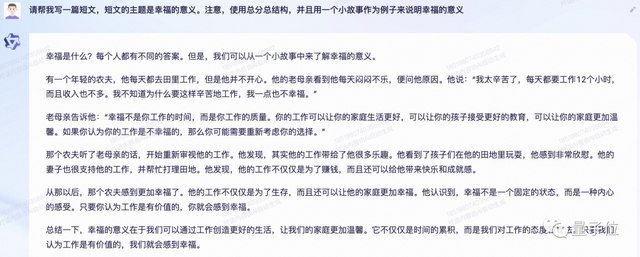 请帮我写一篇短文，短文的主题是幸福的意义。注意，使用总分总结构，并且用一个小故事作为例子来说明幸福的意义
幸福是什么？每个人都有不同的答案。但是，我们可以从一个小故事中来了解幸福的意义。
有一个年轻的农夫，他每天都去田里工作，但是他并不开心。他的老母亲看到他每天闷闷不乐，便问他原因。他说：“我太辛苦了，每天都要工作12个小时，
而且收入也不多。我不知道为什么要这样辛苦地工作，我一点也不幸福。”
老母亲告诉他：“幸福不是你工作的时间，而是你工作的质量。你的工作可以让你的家庭生活更好，可以让你的孩子接受更好的教育，可以让你的家庭更加温
馨。如果你认为你的工作是不幸福的，那么你可能需要重新考虑你的选择。”
那个农夫听了老母亲的话，开始重新审视他的工作。他发现，其实他的工作带给了他很多乐趣。他看到了孩子们在他的田地里玩耍，他感到非常欣慰。他的
妻子也很支持他的工作，并帮忙打理田地。他发现，他的工作不仅仅是为了赚钱，而且还可以给他带来快乐和成就感。
从那以后，那个农夫感到更加幸福了。他的工作不仅仅是为了生存，而且还可以让他的家庭更加幸福。他认识到，幸福不是一个固定的状态，而是一种内心
的感受。只要你认为你的工作是有价值的，你就会感到幸福。
总结一下，幸福的意义在于我们可以通过工作创造更好的生活，让我们的家庭更加温馨。它不仅仅是时间的累积，而是我们对工作的态度
认为工作是有价值的，我们就会感到幸福。
量子位